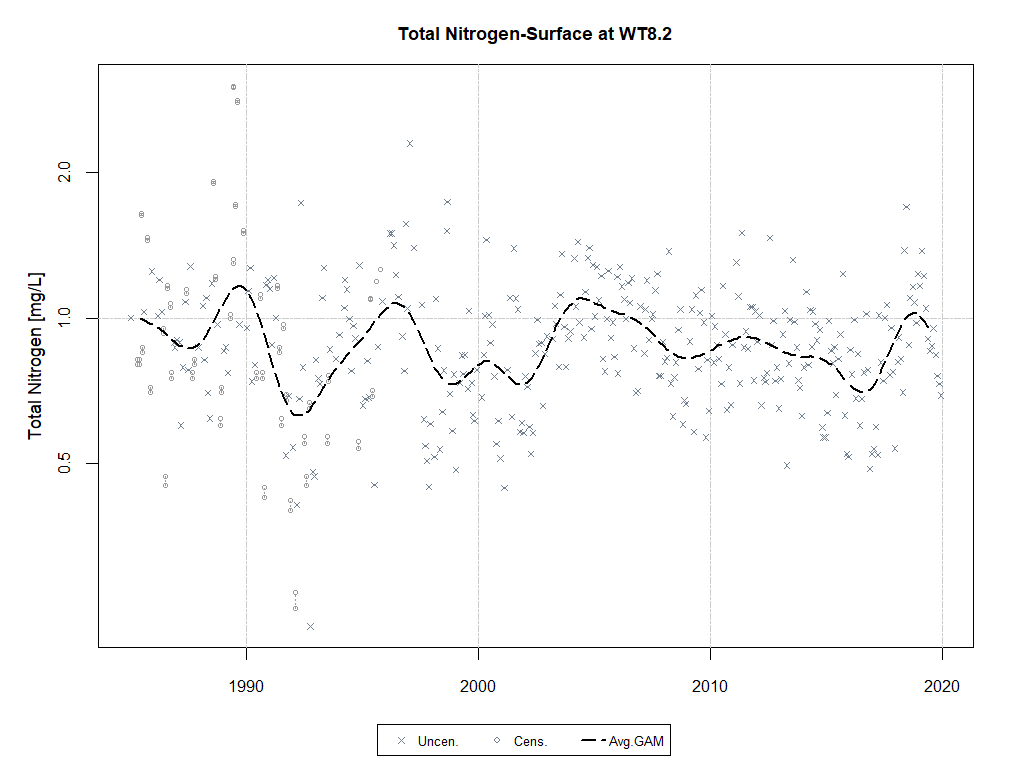 Total Nitrogen-Surface at WT8.2
Total Nitrogen [mg/L]
2.0
1.0
0.5
1990 2000 2010 2020
Uncen. Cens. Avg.GAM